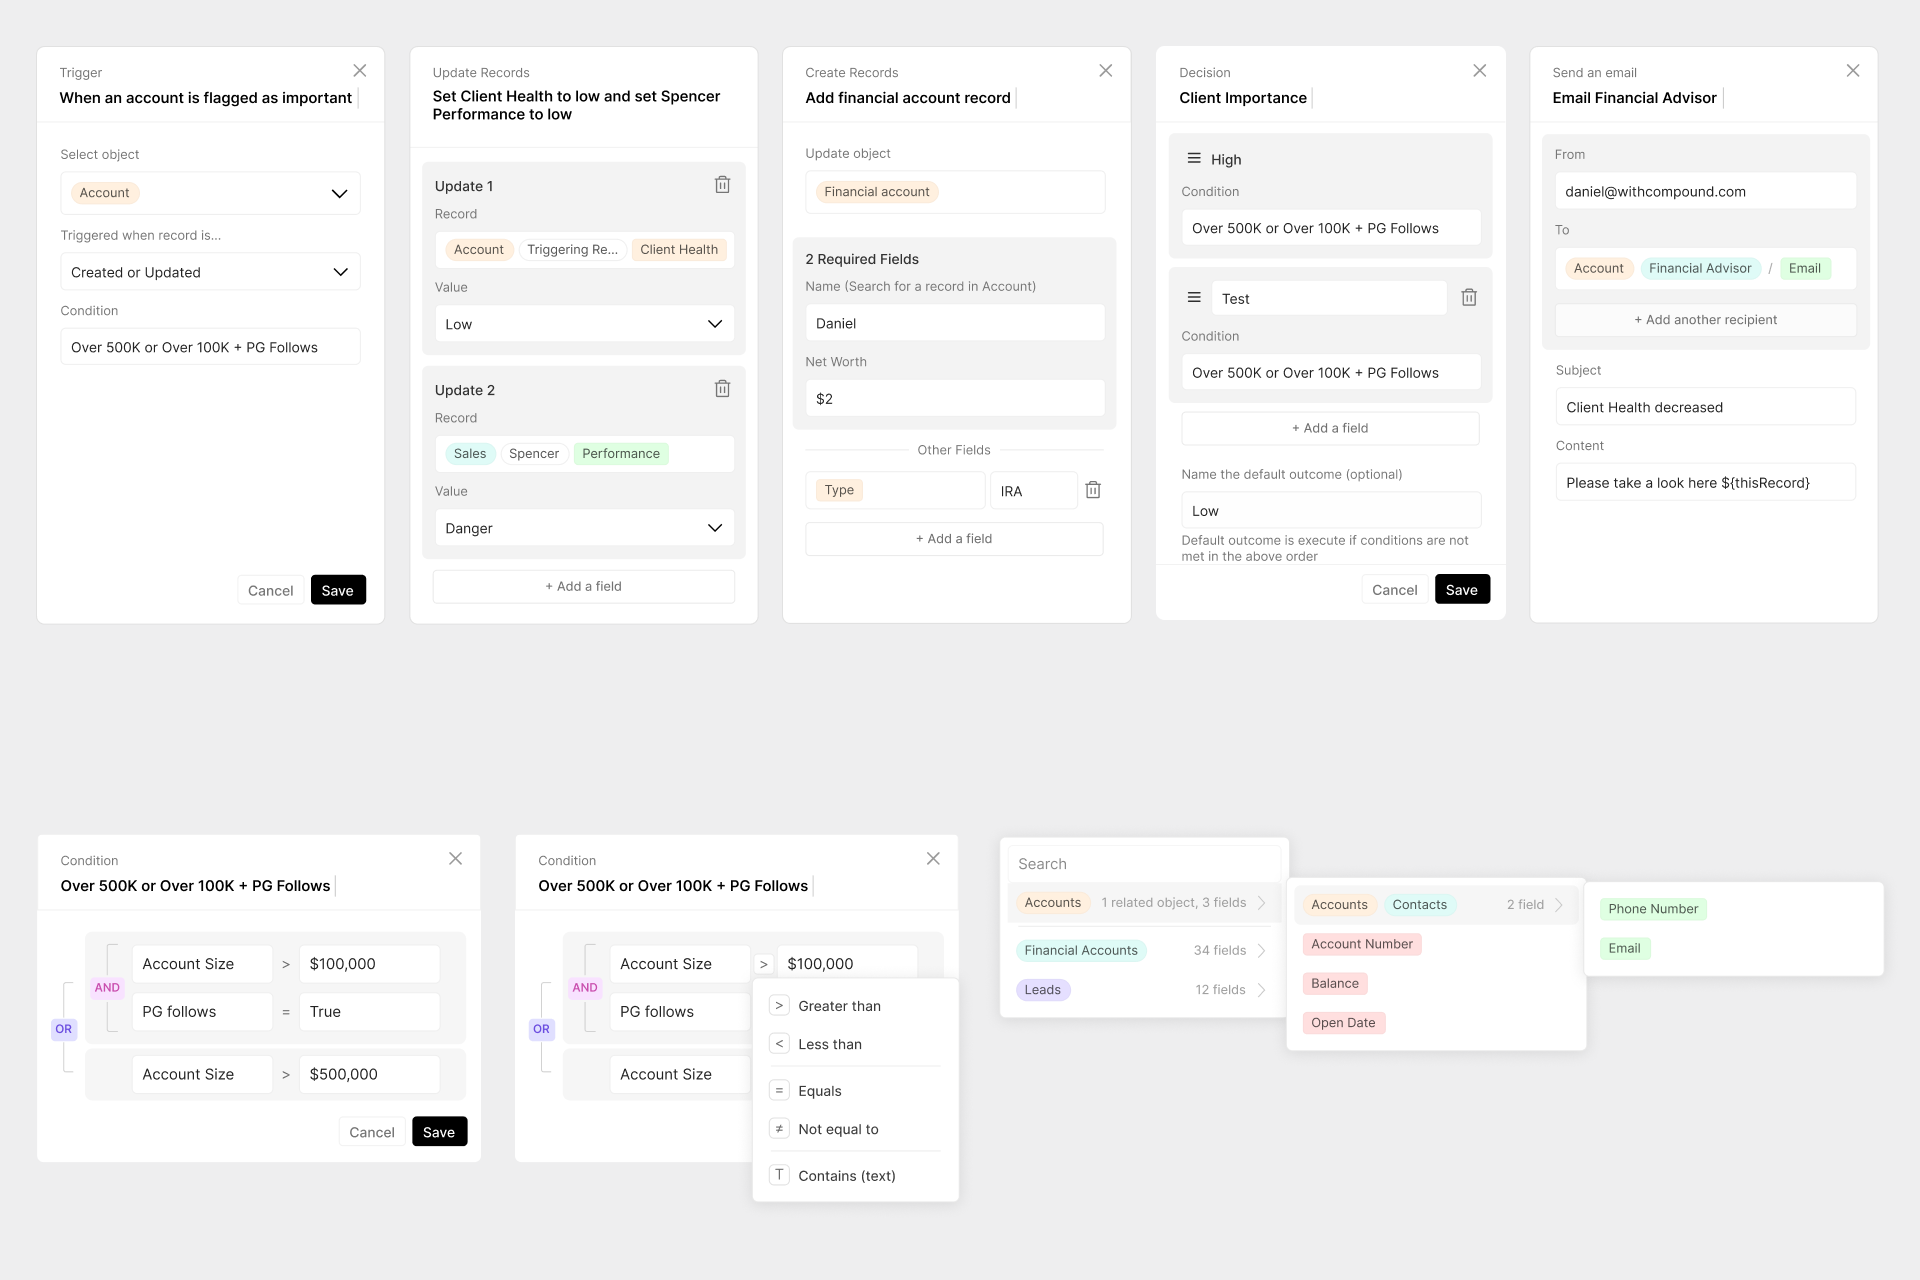 Trigger
When an account is flagged as important
Select object
Account
Triggered when record is...
Created or Updated
Condition
Over 500K or Over 100K + PG Follows
Cancel
Save
Update Records
Set Client Health to low and set Spencer
Performance to low
Update 1
Record
Account Triggering Re... Client Health
Value
Low
Update 2
Record
Sales Spencer Performance
Value
Danger
+ Add a field
Create Records
Add financial account record
Update object
Financial account
2 Required Fields
Name (Search for a record in Account)
Daniel
Net Worth
$2
Other Fields
Type
IRA
+ Add a field
Decision
Client Importance
High
Condition
Over 500K or Over 100K + PG Follows
Test
Condition
Over 500K or Over 100K + PG Follows
+ Add a field
Name the default outcome (optional)
Low
Default outcome is execute if conditions are not
met in the above order
Cancel
Save
Send an email
Email Financial Advisor
From
daniel@withcompound.com
To
Account Financial Advisor / Email
+ Add another recipient
Subject
Client Health decreased
Content
Please take a look here ${thisRecord}
Condition
Over 500K or Over 100K + PG Follows
Account Size > $100,000
AND
PG follows = True
OR
Account Size > $500,000
Cancel
Save
Condition
Over 500K or Over 100K + PG Follows
Account Size > $100,000
AND
PG follows
OR
Account Size
> Greater than
< Less than
= Equals
≠ Not equal to
T Contains (text)
Search
Accounts 1 related object, 3 fields
Financial Accounts 34 fields
Leads 12 fields
Accounts Contacts 2 field
Account Number
Balance
Open Date
Phone Number
Email